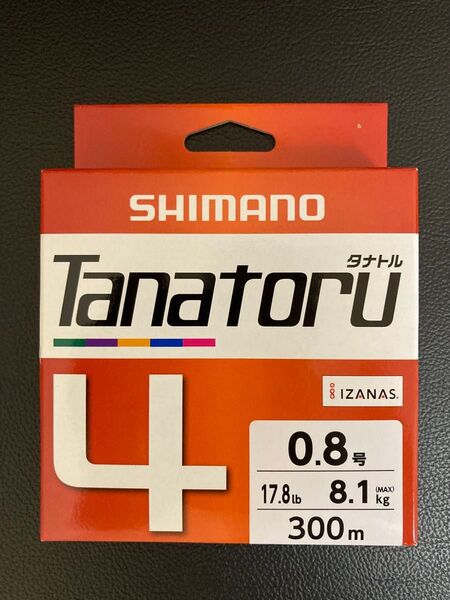 SHIMANO
タナトル
Tanatoru
4
IZANAS
0.8号
17.8lb 8.1kg (MAX)
300m